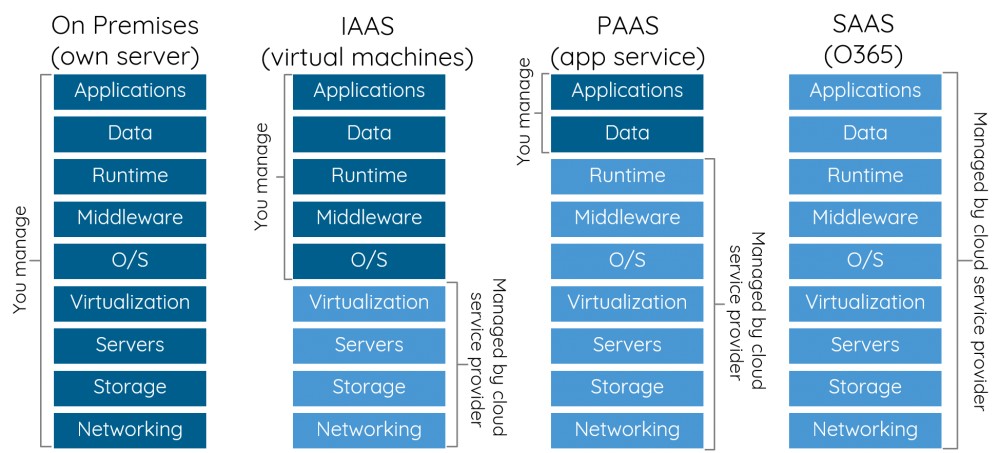 On Premises
(own server)
You manage
Applications
Data
Runtime
Middleware
O/S
Virtualization
Servers
Storage
Networking
IAAS
(virtual machines)
You manage
Applications
Data
Runtime
Middleware
O/S
Virtualization
Servers
Storage
Networking
Managed by cloud
service provider
PAAS
(app service)
You manage
Applications
Data
Runtime
Middleware
O/S
Virtualization
Servers
Storage
Networking
Managed by cloud
service provider
SAAS
(O365)
Applications
Data
Runtime
Middleware
O/S
Virtualization
Servers
Storage
Networking
Managed by cloud service provider